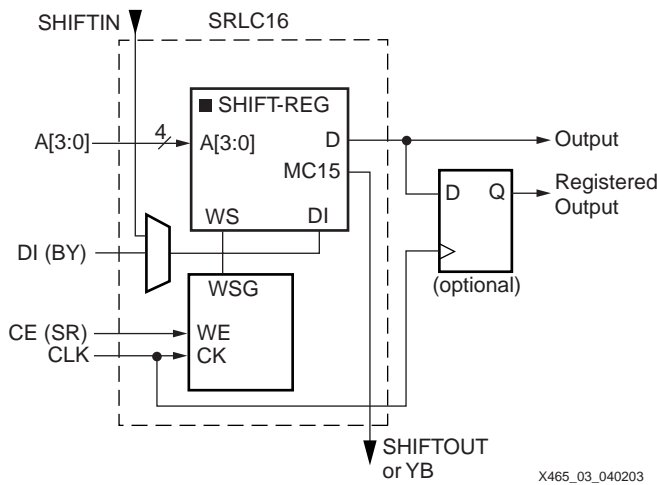 SHIFTIN
SRLC16
SHIFT-REG
A[3:0]
4
A[3:0]
D
Output
MC15
D
Q
Registered
Output
WS
DI
DI (BY)
WSG
(optional)
CE (SR)
WE
CLK
CK
SHIFTOUT
or YB
X465_03_040203